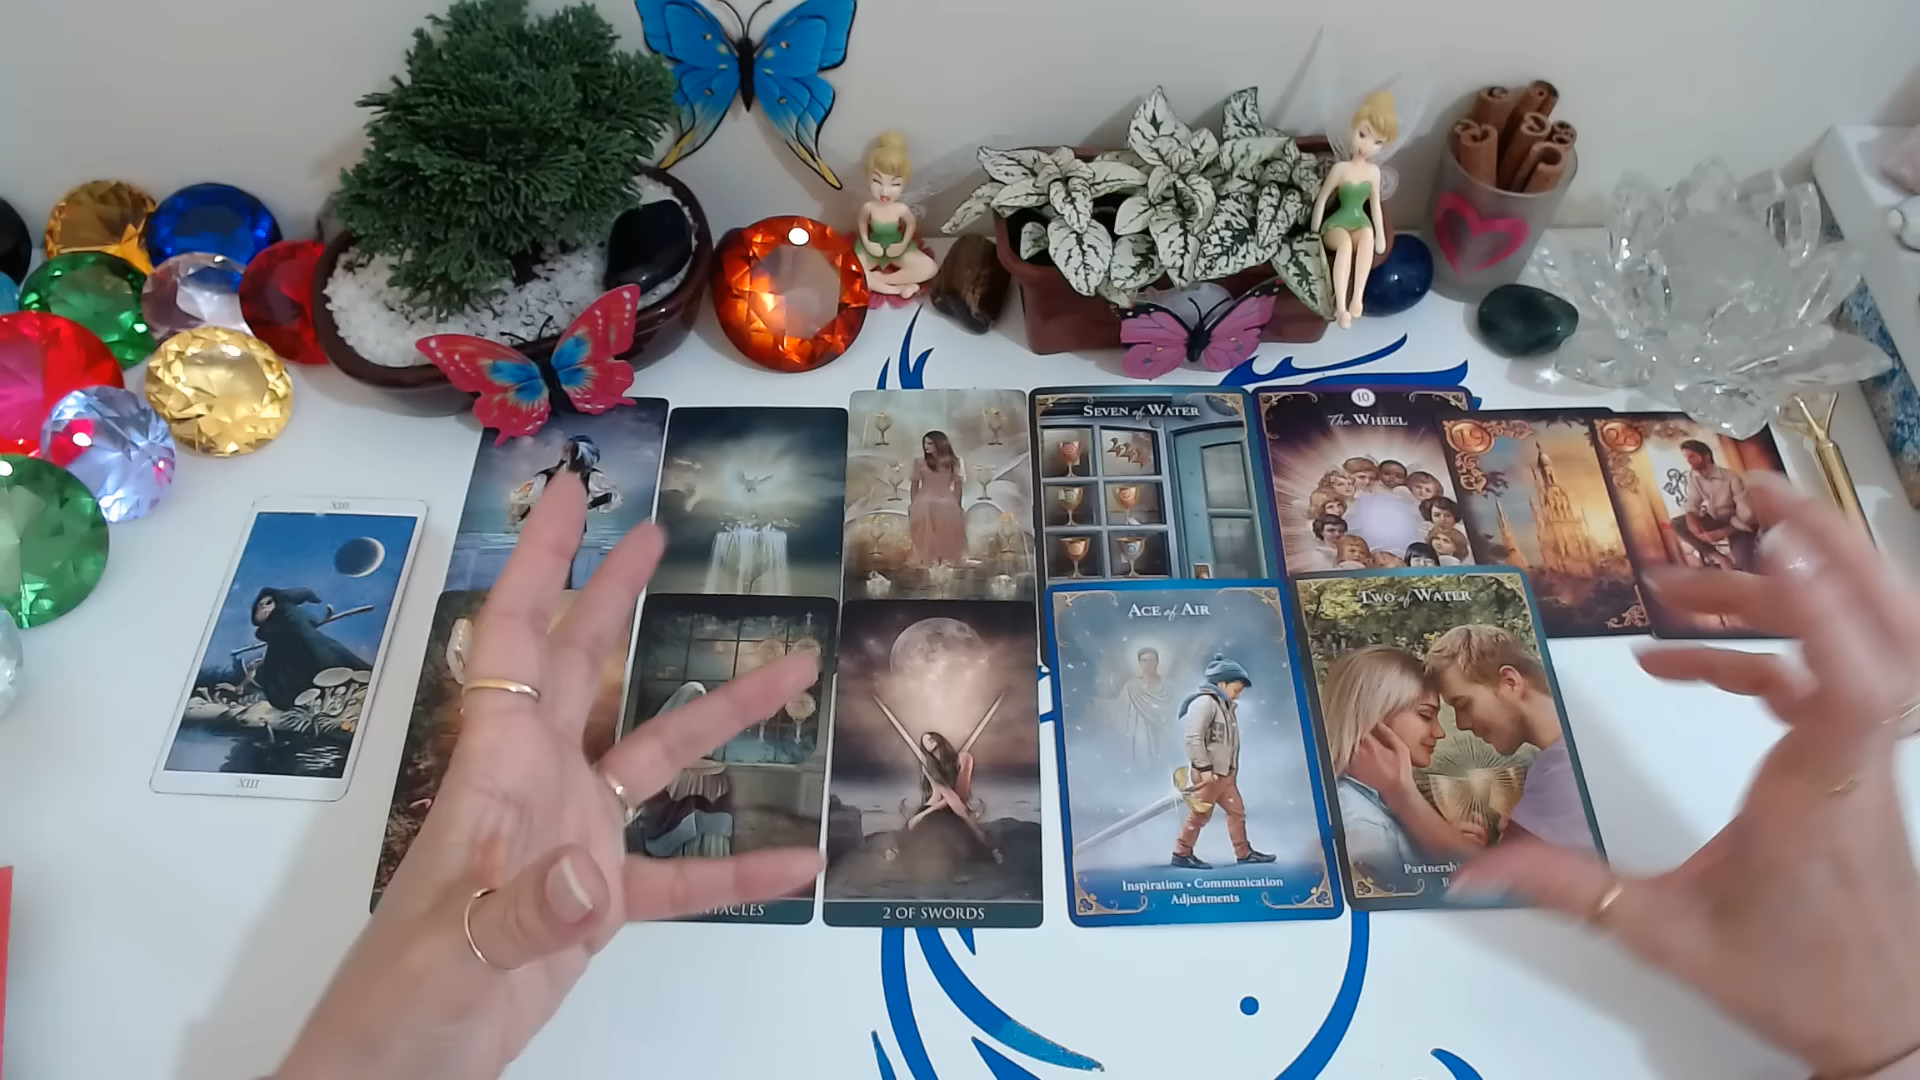 XIII
XIII
SEVEN of WATER
10
The WHEEL
19
ACE of AIR
Inspiration • Communication
Adjustments
TWO of WATER
2 OF SWORDS